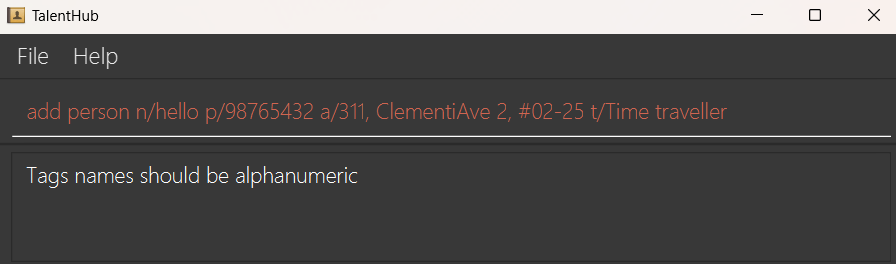 TalentHub
File Help
add person n/hello p/98765432 a/311, ClementiAve 2, #02-25 t/Time traveller
Tags names should be alphanumeric